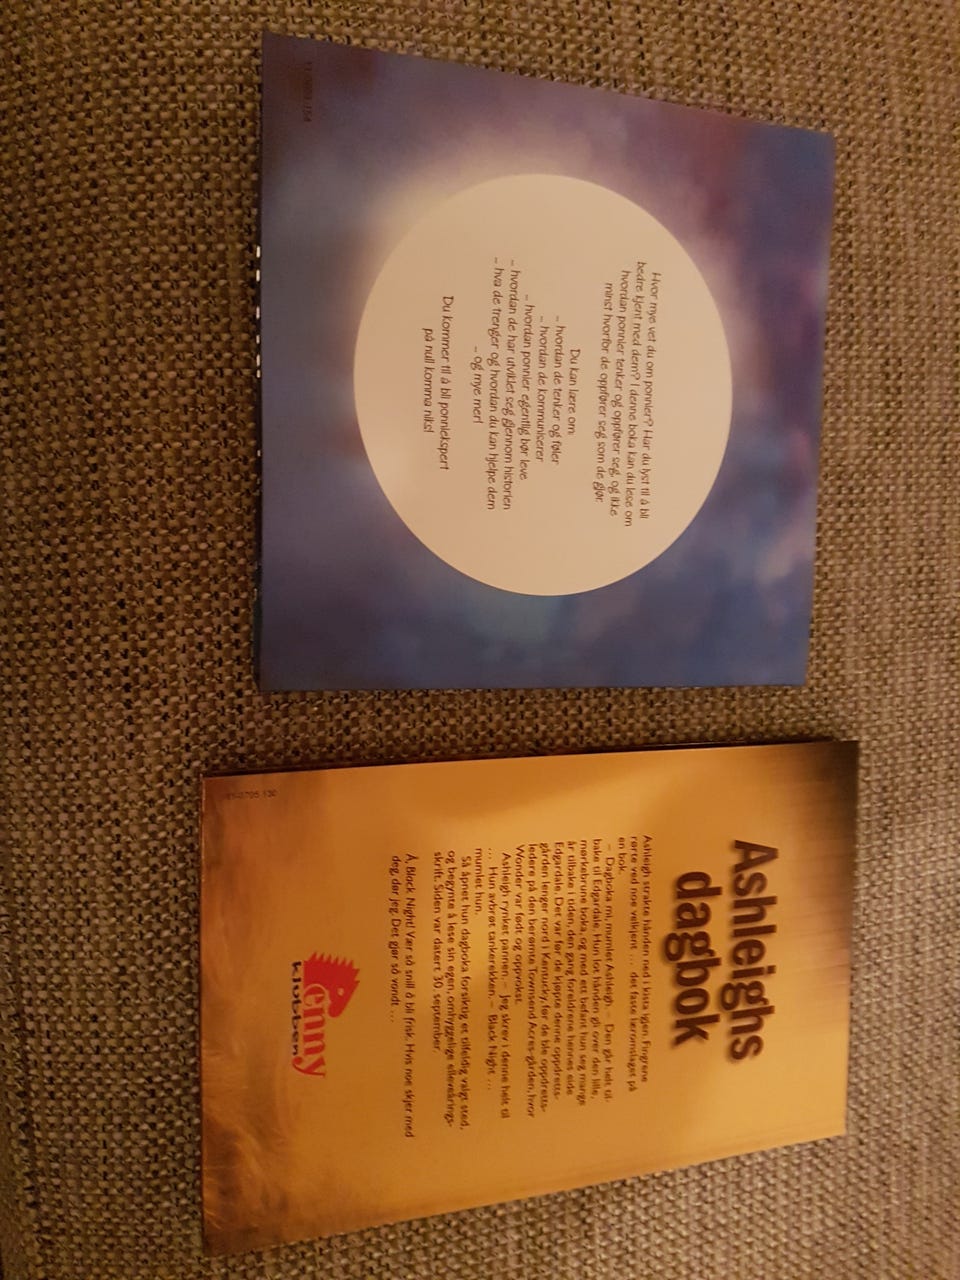 Hvor mye vet du om ponnier? Har du lyst til å bli
bedre kjent med dem? I denne boka kan du lese om
hvordan ponnier tenker og oppfører seg, og ikke
minst hvorfor de oppfører seg som de gjør.
Du kan lære om:
– hvordan de tenker og føler
– hvordan de kommuniserer
– hvordan ponnier egentlig bør leve
– hvordan de har utviklet seg gjennom historien
– hva de trenger og hvordan du kan hjelpe dem
– og mye mer!
Du kommer til å bli ponniekspert
på null komma niks!
Ashleighs
dagbok
Ashleigh strakte hånden ned i kista igjen. Fingrene
rørte ved noe velkjent ... det faste læromslaget på
en bok.
– Dagboka mi, mumlet Ashleigh. – Den går helt til-
bake til Edgardale. Hun lot hånden gli over den lille,
mørkebrune boka, og med ett befant hun seg mange
år tilbake i tiden, den gang foreldrene hennes eide
Edgardale. Det var før de kjøpte denne oppdretts-
gården lenger nord i Kentucky, før de ble oppdretts-
ledere på den berømte Townsend Acres-gården, hvor
Wonder var født og oppvokst.
Ashleigh rynket pannen. – Jeg skrev i denne helt til
... Hun avbrøt tankerekken. – Black Night ...
mumlet hun.
Så åpnet hun dagboka forsiktig et tilfeldig valgt sted,
og begynte å lese sin egen, omhyggelige elleveårings-
skrift. Siden var datert 30. september.
Å, Black Night! Vær så snill å bli frisk. Hvis noe skjer med
deg, dør jeg. Det gjør så vondt ...
Penny
klubben